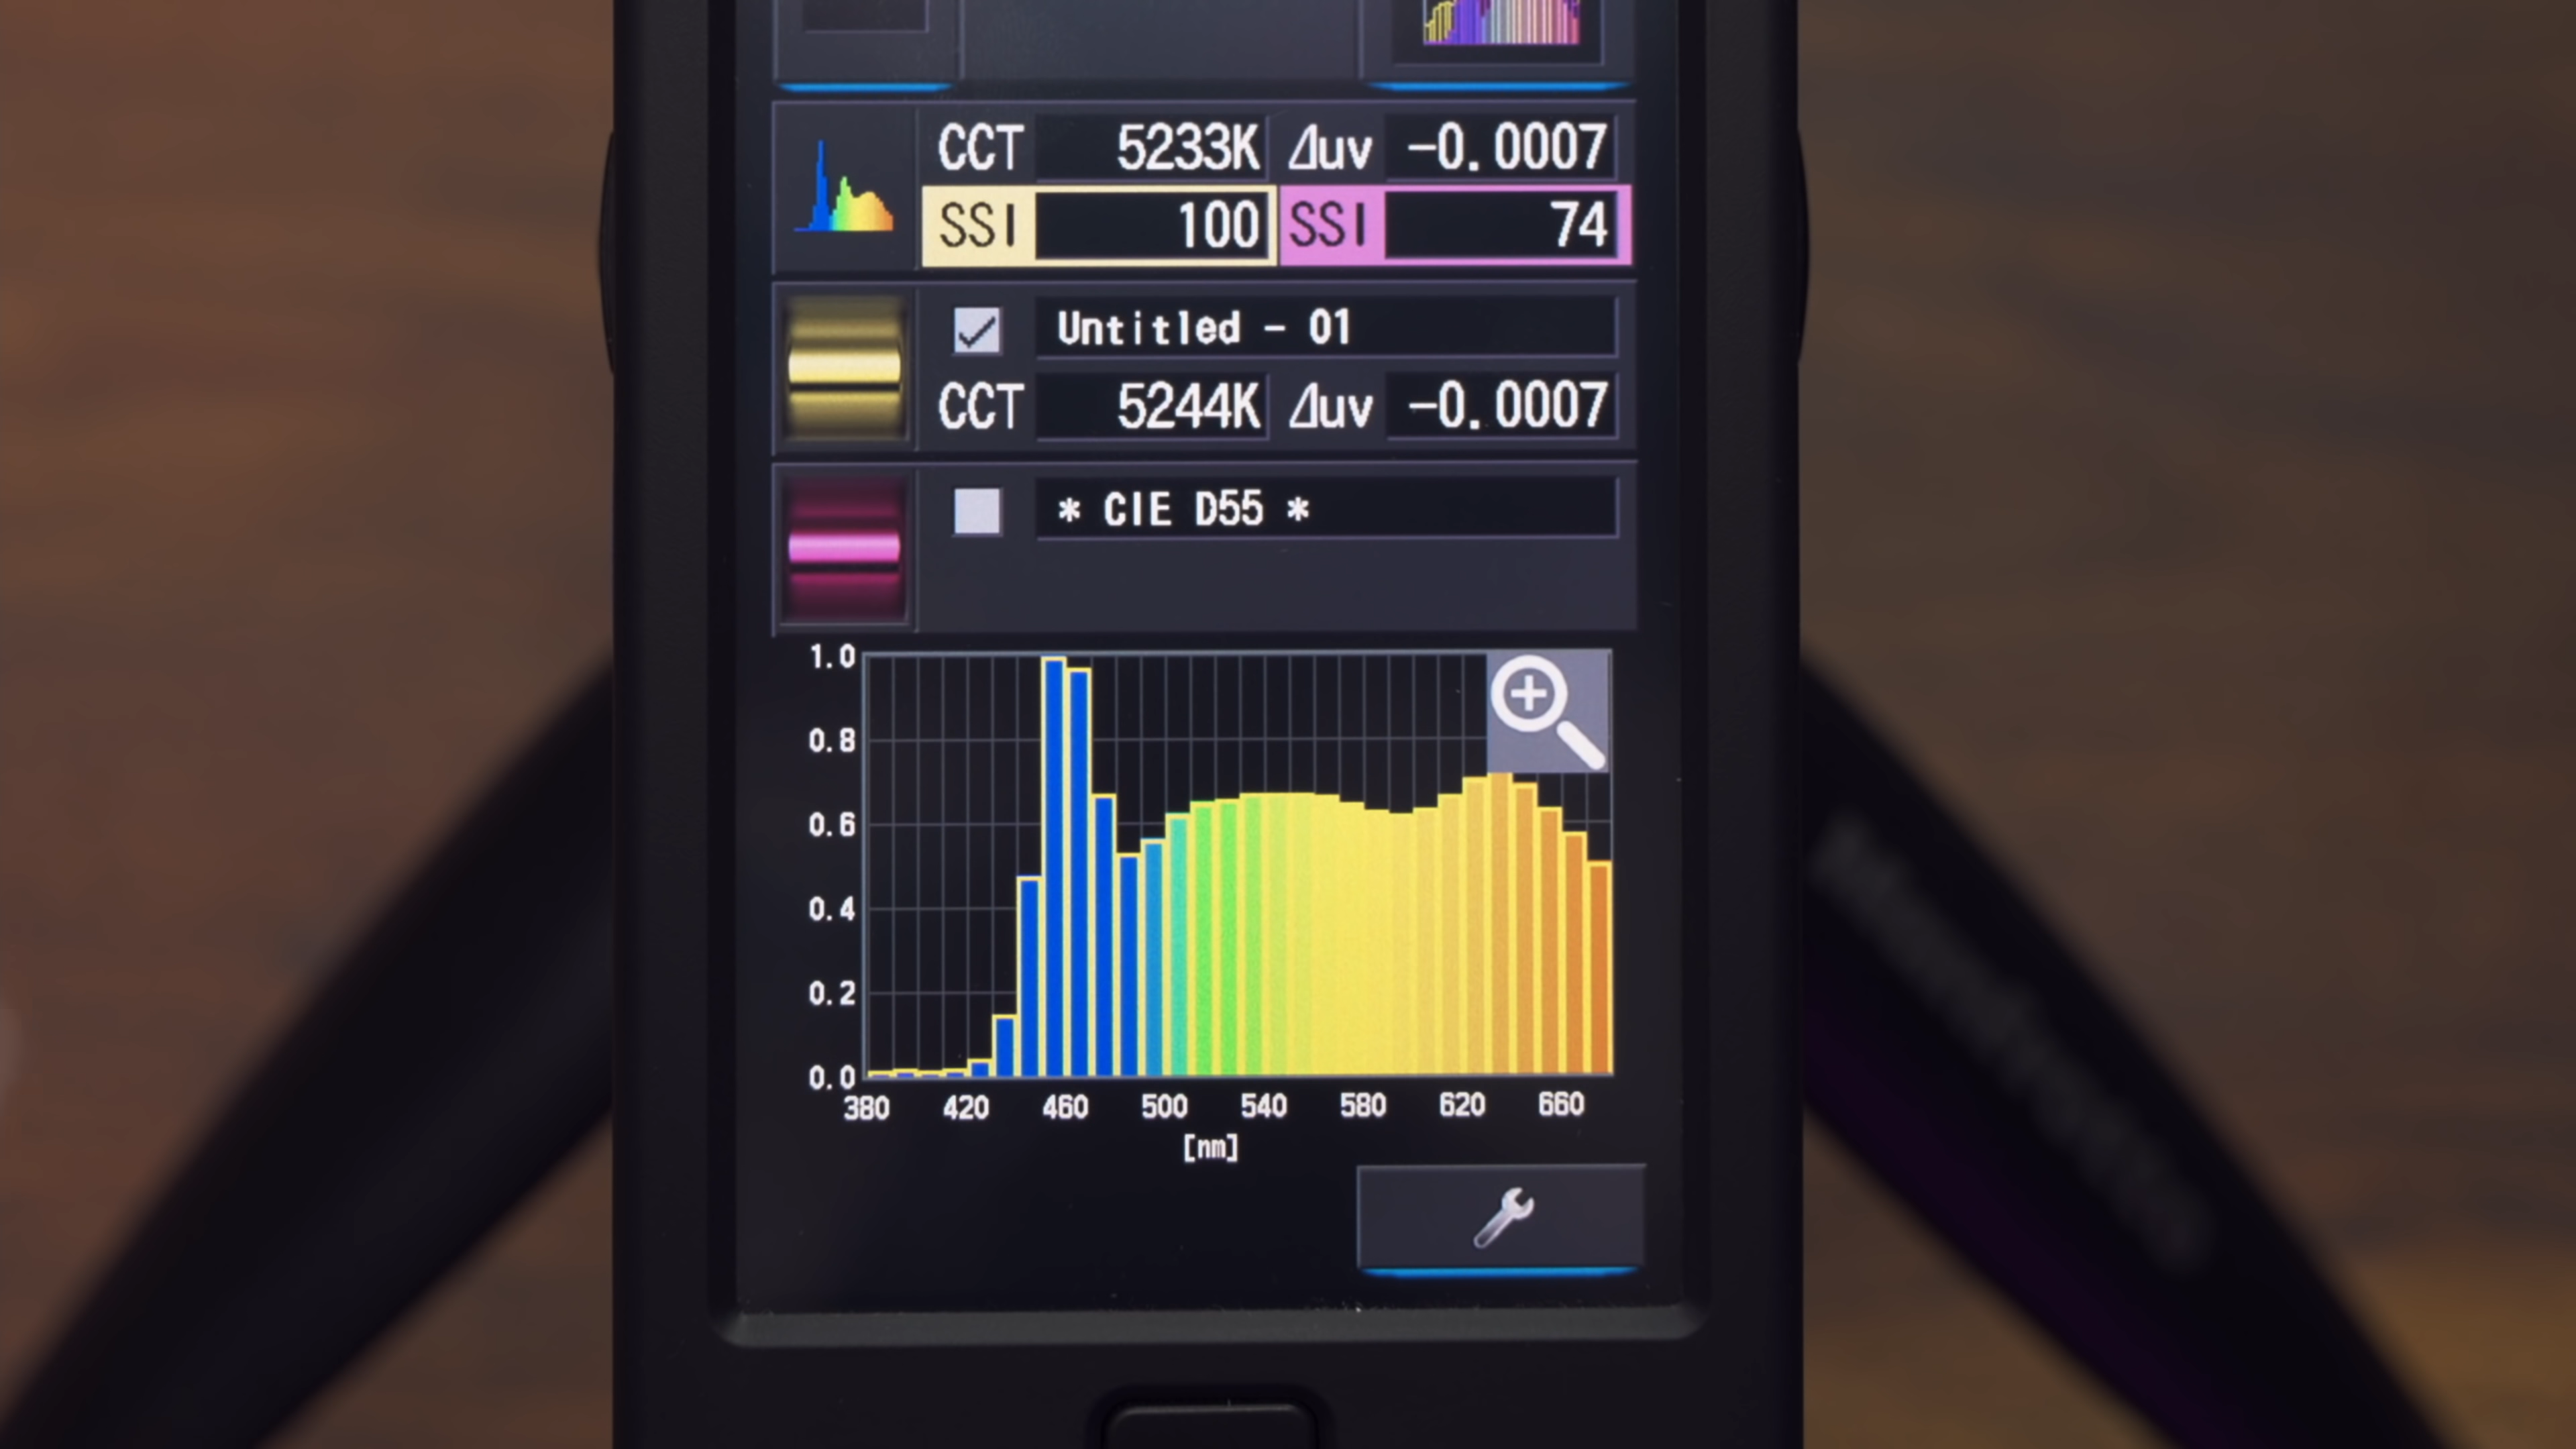 CCT 5233K Δuv -0.0007
SSI 100 SSI 74
Untitled - 01
CCT 5244K Δuv -0.0007
* CIE D55 *
1.0
0.8
0.6
0.4
0.2
0.0
380 420 460 500 540 580 620 660
[nm]